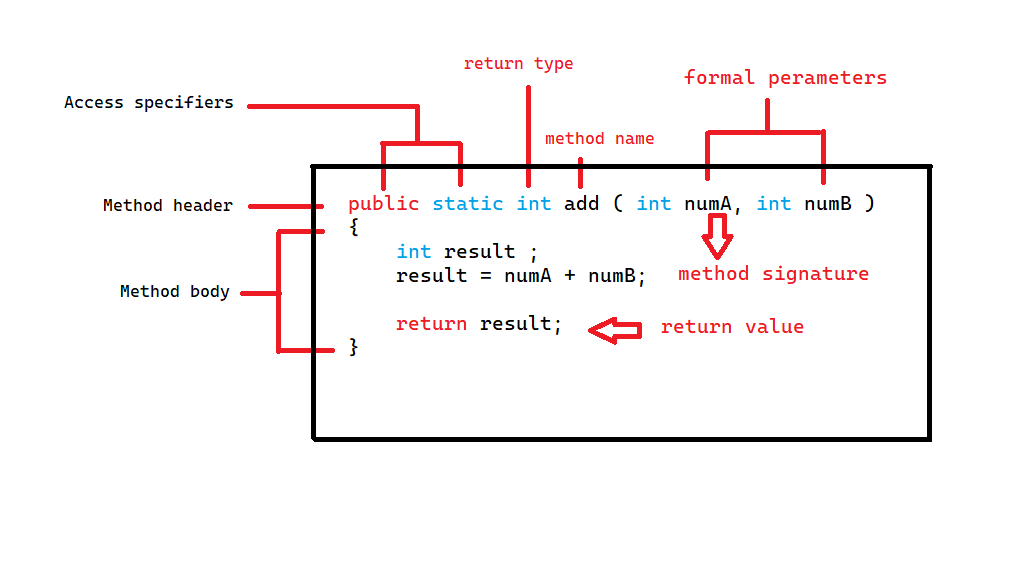 return type
formal perameters
Access specifiers
method name
Method header
public static int add ( int numA, int numB )
{
int result ;
result = numA + numB;
method signature
Method body
return result;
return value
}